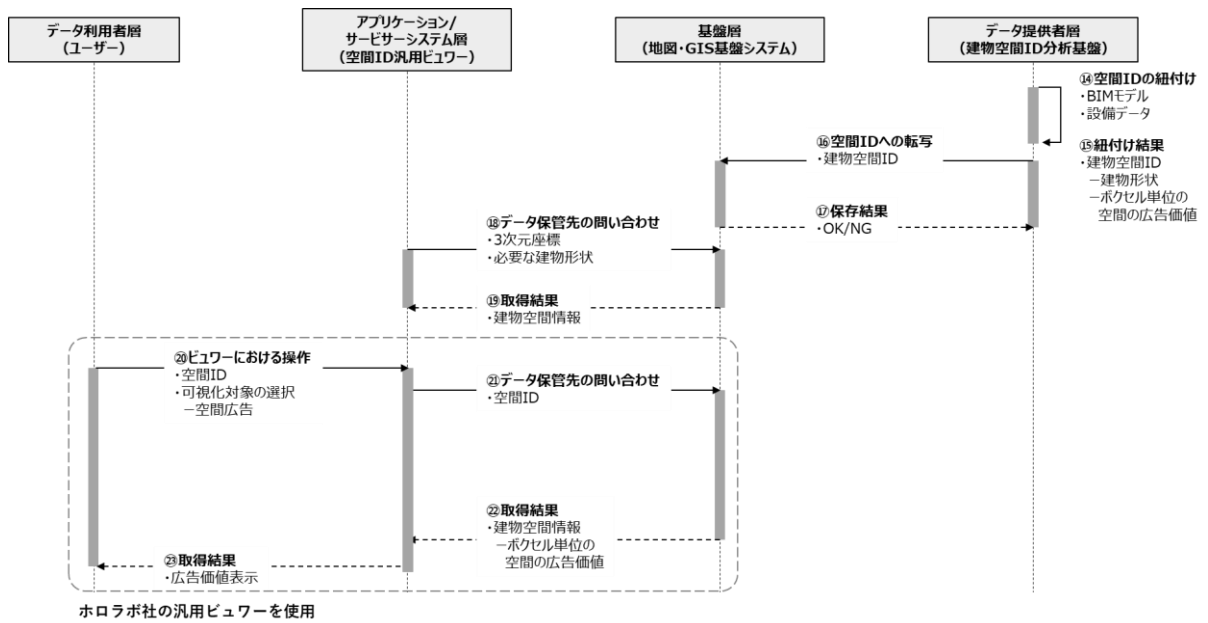 データ利用者層
（ユーザー）
アプリケーション/
サービサーシステム層
（空間ID汎用ビュワー）
基盤層
（地図・GIS基盤システム）
データ提供者層
（建物空間ID分析基盤）
⑭空間IDの紐付け
・BIMモデル
・設備データ
⑯空間IDへの転写
・建物空間ID
⑮紐付け結果
・建物空間ID
－建物形状
－ボクセル単位の
空間の広告価値
⑰保存結果
・OK/NG
⑱データ保管先の問い合わせ
・3次元座標
・必要な建物形状
⑲取得結果
・建物空間情報
⑳ビュワーにおける操作
・空間ID
・可視化対象の選択
－空間広告
㉑データ保管先の問い合わせ
・空間ID
㉒取得結果
・建物空間情報
－ボクセル単位の
空間の広告価値
㉓取得結果
・広告価値表示
ホロラボ社の汎用ビュワーを使用